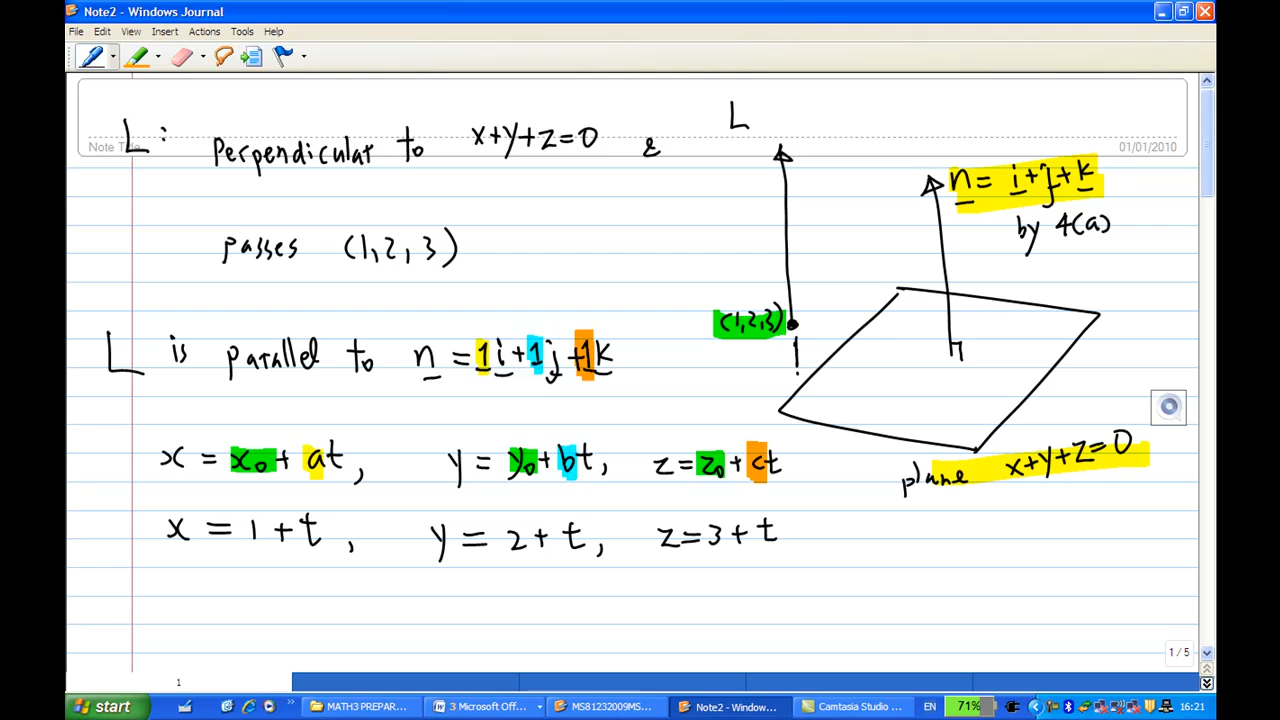 Note2 - Windows Journal
File Edit View Insert Actions Tools Help
L: Perpendicular to x+y+z=0 &
Note Title
01/01/2010
passes (1,2,3)
L
n = i+j+k
by 4(a)
(1,2,3)
plane x+y+z=0
L is parallel to n = 1i+1j+1k
x = x₀+at, y = y₀+bt, z=z₀+ct
x = 1+t, y = 2+t, z=3+t
1 / 5
1
start MATH3 PREPAR... 3 Microsoft Off... MS81232009MS... Note2 - Window... Camtasia Studio ... EN 71% 16:21